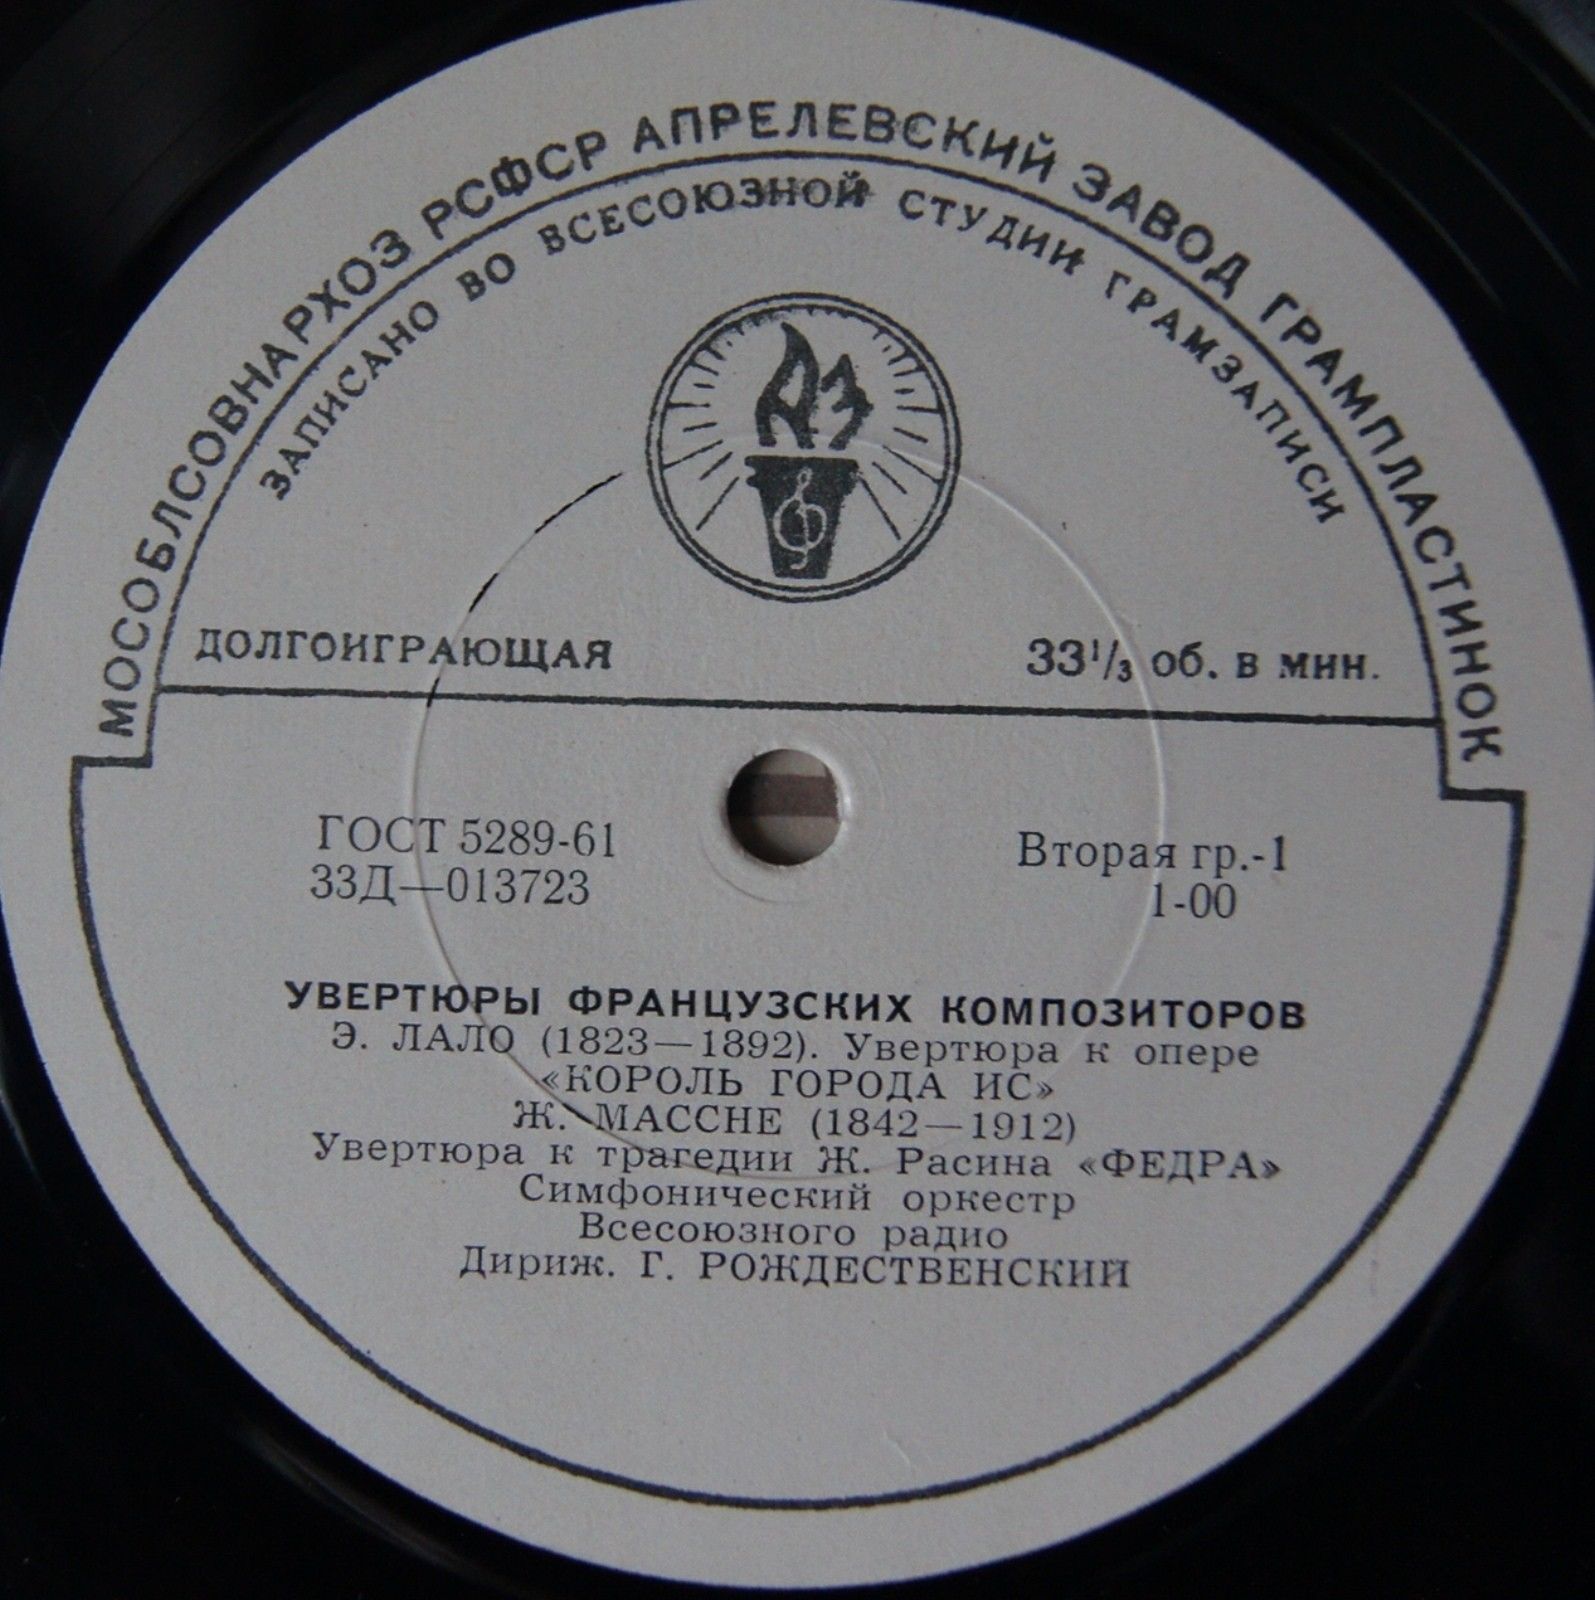 МОСОБЛСОВНАРХОЗ РСФСР АПРЕЛЕВСКИЙ ЗАВОД ГРАМПЛАСТИНОК
ЗАПИСАНО ВО ВСЕСОЮЗНОЙ СТУДИИ ГРАМЗАПИСИ
АЗ
ДОЛГОИГРАЮЩАЯ
33⅓ об. в мин.
ГОСТ 5289-61
33Д—013723
Вторая гр.-1
1-00
УВЕРТЮРЫ ФРАНЦУЗСКИХ КОМПОЗИТОРОВ
Э. ЛАЛО (1823—1892). Увертюра к опере
«КОРОЛЬ ГОРОДА ИС»
Ж. МАССНЕ (1842—1912)
Увертюра к трагедии Ж. Расина «ФЕДРА»
Симфонический оркестр
Всесоюзного радио
Дириж. Г. РОЖДЕСТВЕНСКИЙ